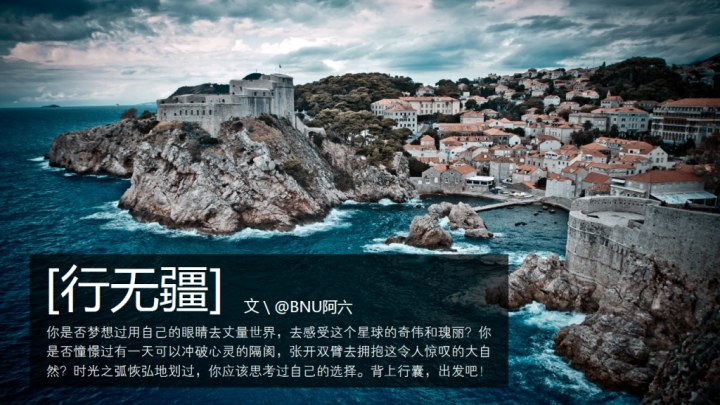 [行无疆] 文 \ @BNU阿六
你是否梦想过用自己的眼睛去丈量世界，去感受这个星球的奇伟和瑰丽？你
是否憧憬过有一天可以冲破心灵的隔阂，张开双臂去拥抱这令人惊叹的大自
然？时光之弧恢弘地划过，你应该思考过自己的选择。背上行囊，出发吧！